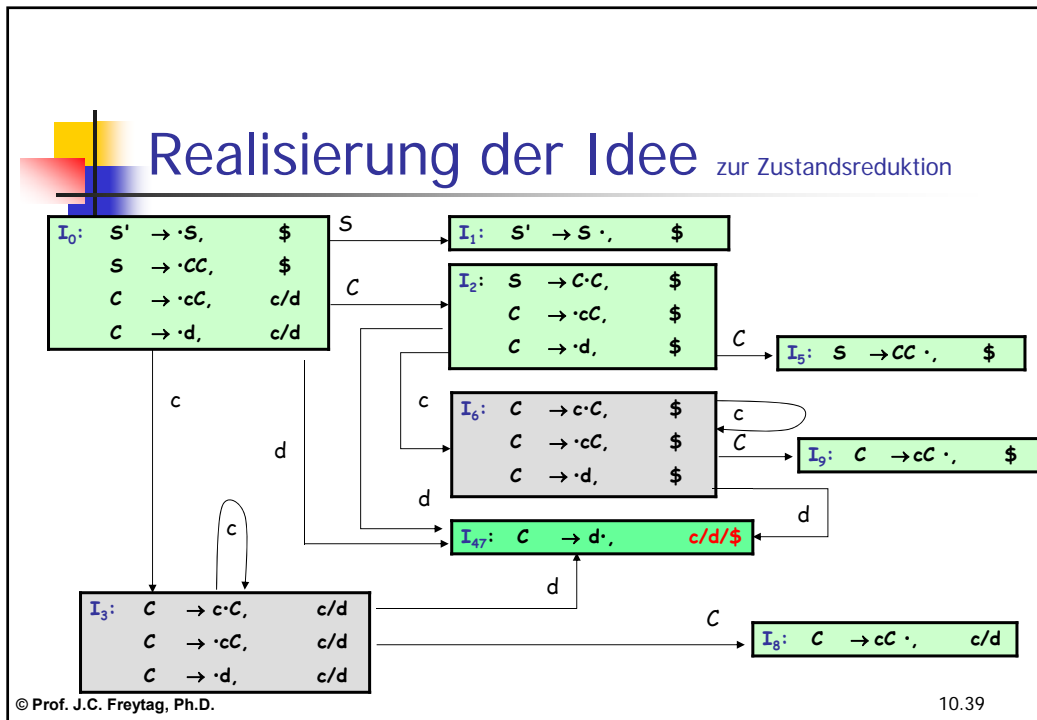 Realisierung der Idee zur Zustandsreduktion
I₀: S' → ·S, $
S → ·CC, $
C → ·cC, c/d
C → ·d, c/d
S
I₁: S' → S ·, $
C
I₂: S → C·C, $
C → ·cC, $
C → ·d, $
C
I₅: S → CC ·, $
c
d
c
I₆: C → c·C, $
C → ·cC, $
C → ·d, $
c
C
I₉: C → cC ·, $
d
d
I₄₇: C → d·, c/d/$
c
d
I₃: C → c·C, c/d
C → ·cC, c/d
C → ·d, c/d
C
I₈: C → cC ·, c/d
© Prof. J.C. Freytag, Ph.D.
10.39